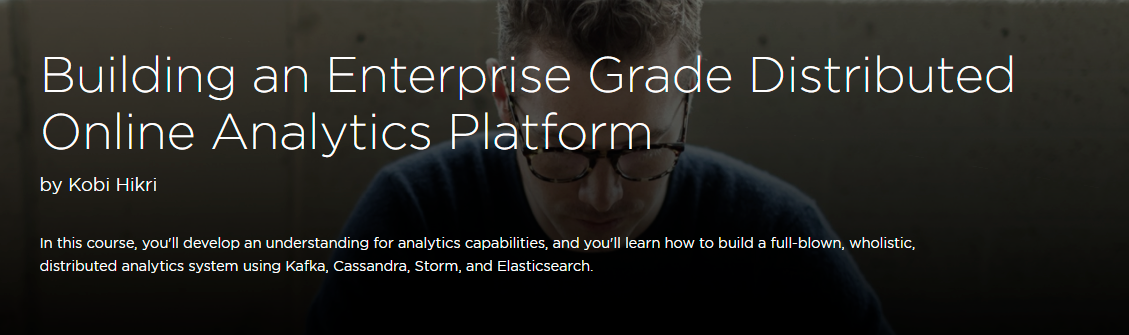 Building an Enterprise Grade Distributed
Online Analytics Platform
by Kobi Hikri
In this course, you'll develop an understanding for analytics capabilities, and you'll learn how to build a full-blown, wholistic,
distributed analytics system using Kafka, Cassandra, Storm, and Elasticsearch.